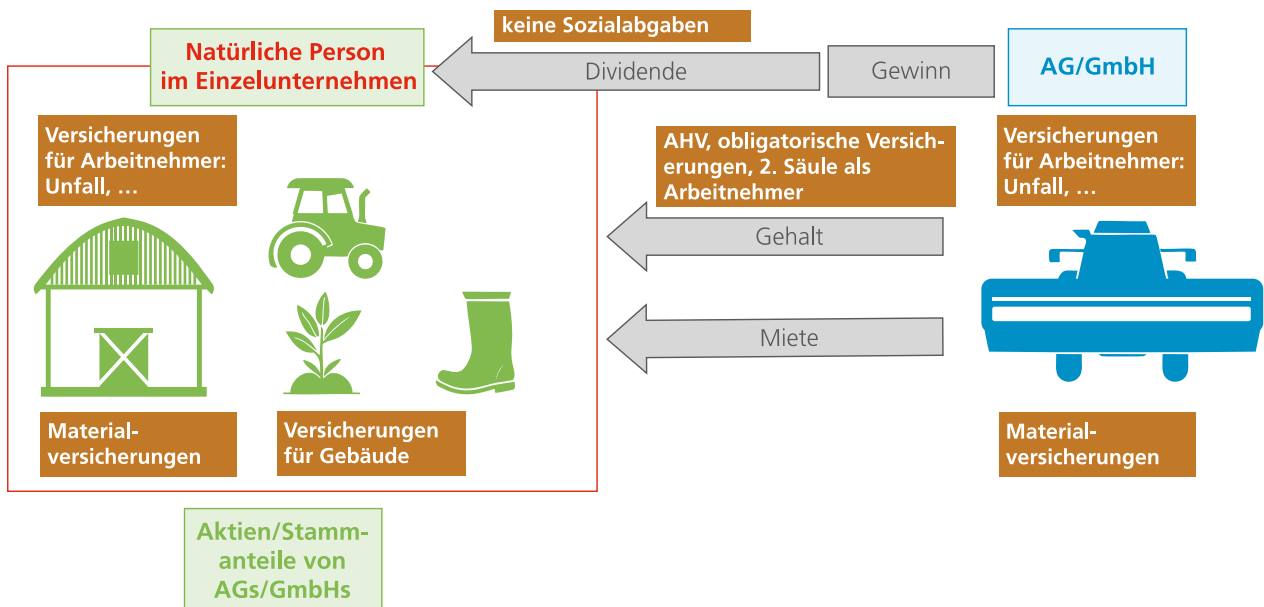 keine Sozialabgaben
Natürliche Person
im Einzelunternehmen
Dividende
Gewinn
AG/GmbH
Versicherungen
für Arbeitnehmer:
Unfall, ...
AHV, obligatorische Versich-
erungen, 2. Säule als
Arbeitnehmer
Versicherungen
für Arbeitnehmer:
Unfall, ...
Gehalt
Miete
Material-
versicherungen
Versicherungen
für Gebäude
Material-
versicherungen
Aktien/Stamm-
anteile von
AGs/GmbHs